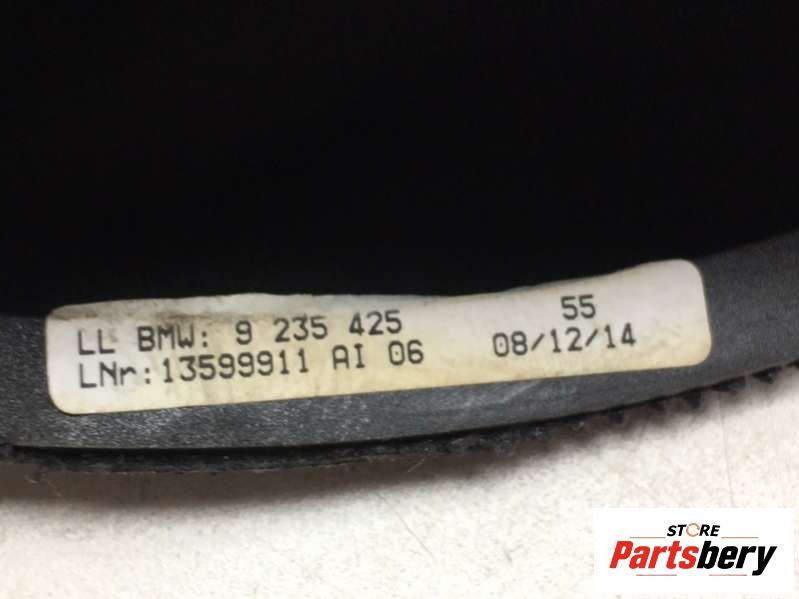 LL BMW: 9 235 425 55
LNr:13599911 AI 06 08/12/14
STORE
Partsbery